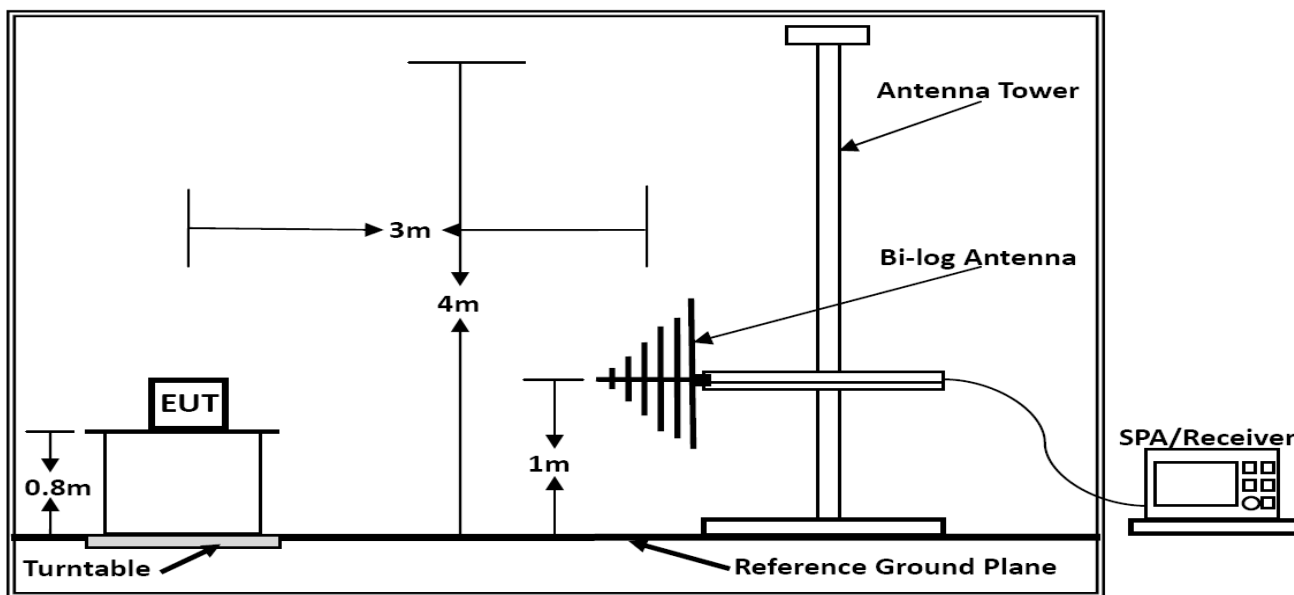 Antenna Tower
3m
Bi-log Antenna
4m
EUT
SPA/Receiver
1m
0.8m
Turntable
Reference Ground Plane